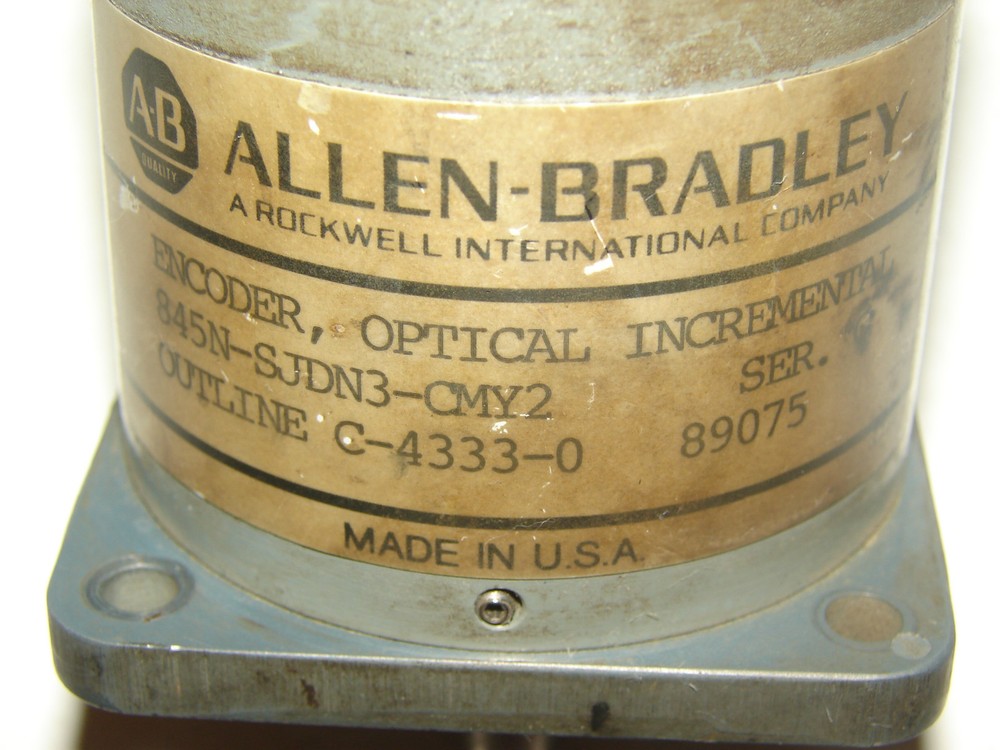 A-B
QUALITY
ALLEN-BRADLEY
A ROCKWELL INTERNATIONAL COMPANY
ENCODER, OPTICAL INCREMENTAL
845N-SJDN3-CMY2 SER.
OUTLINE C-4333-0 89075
MADE IN U.S.A.